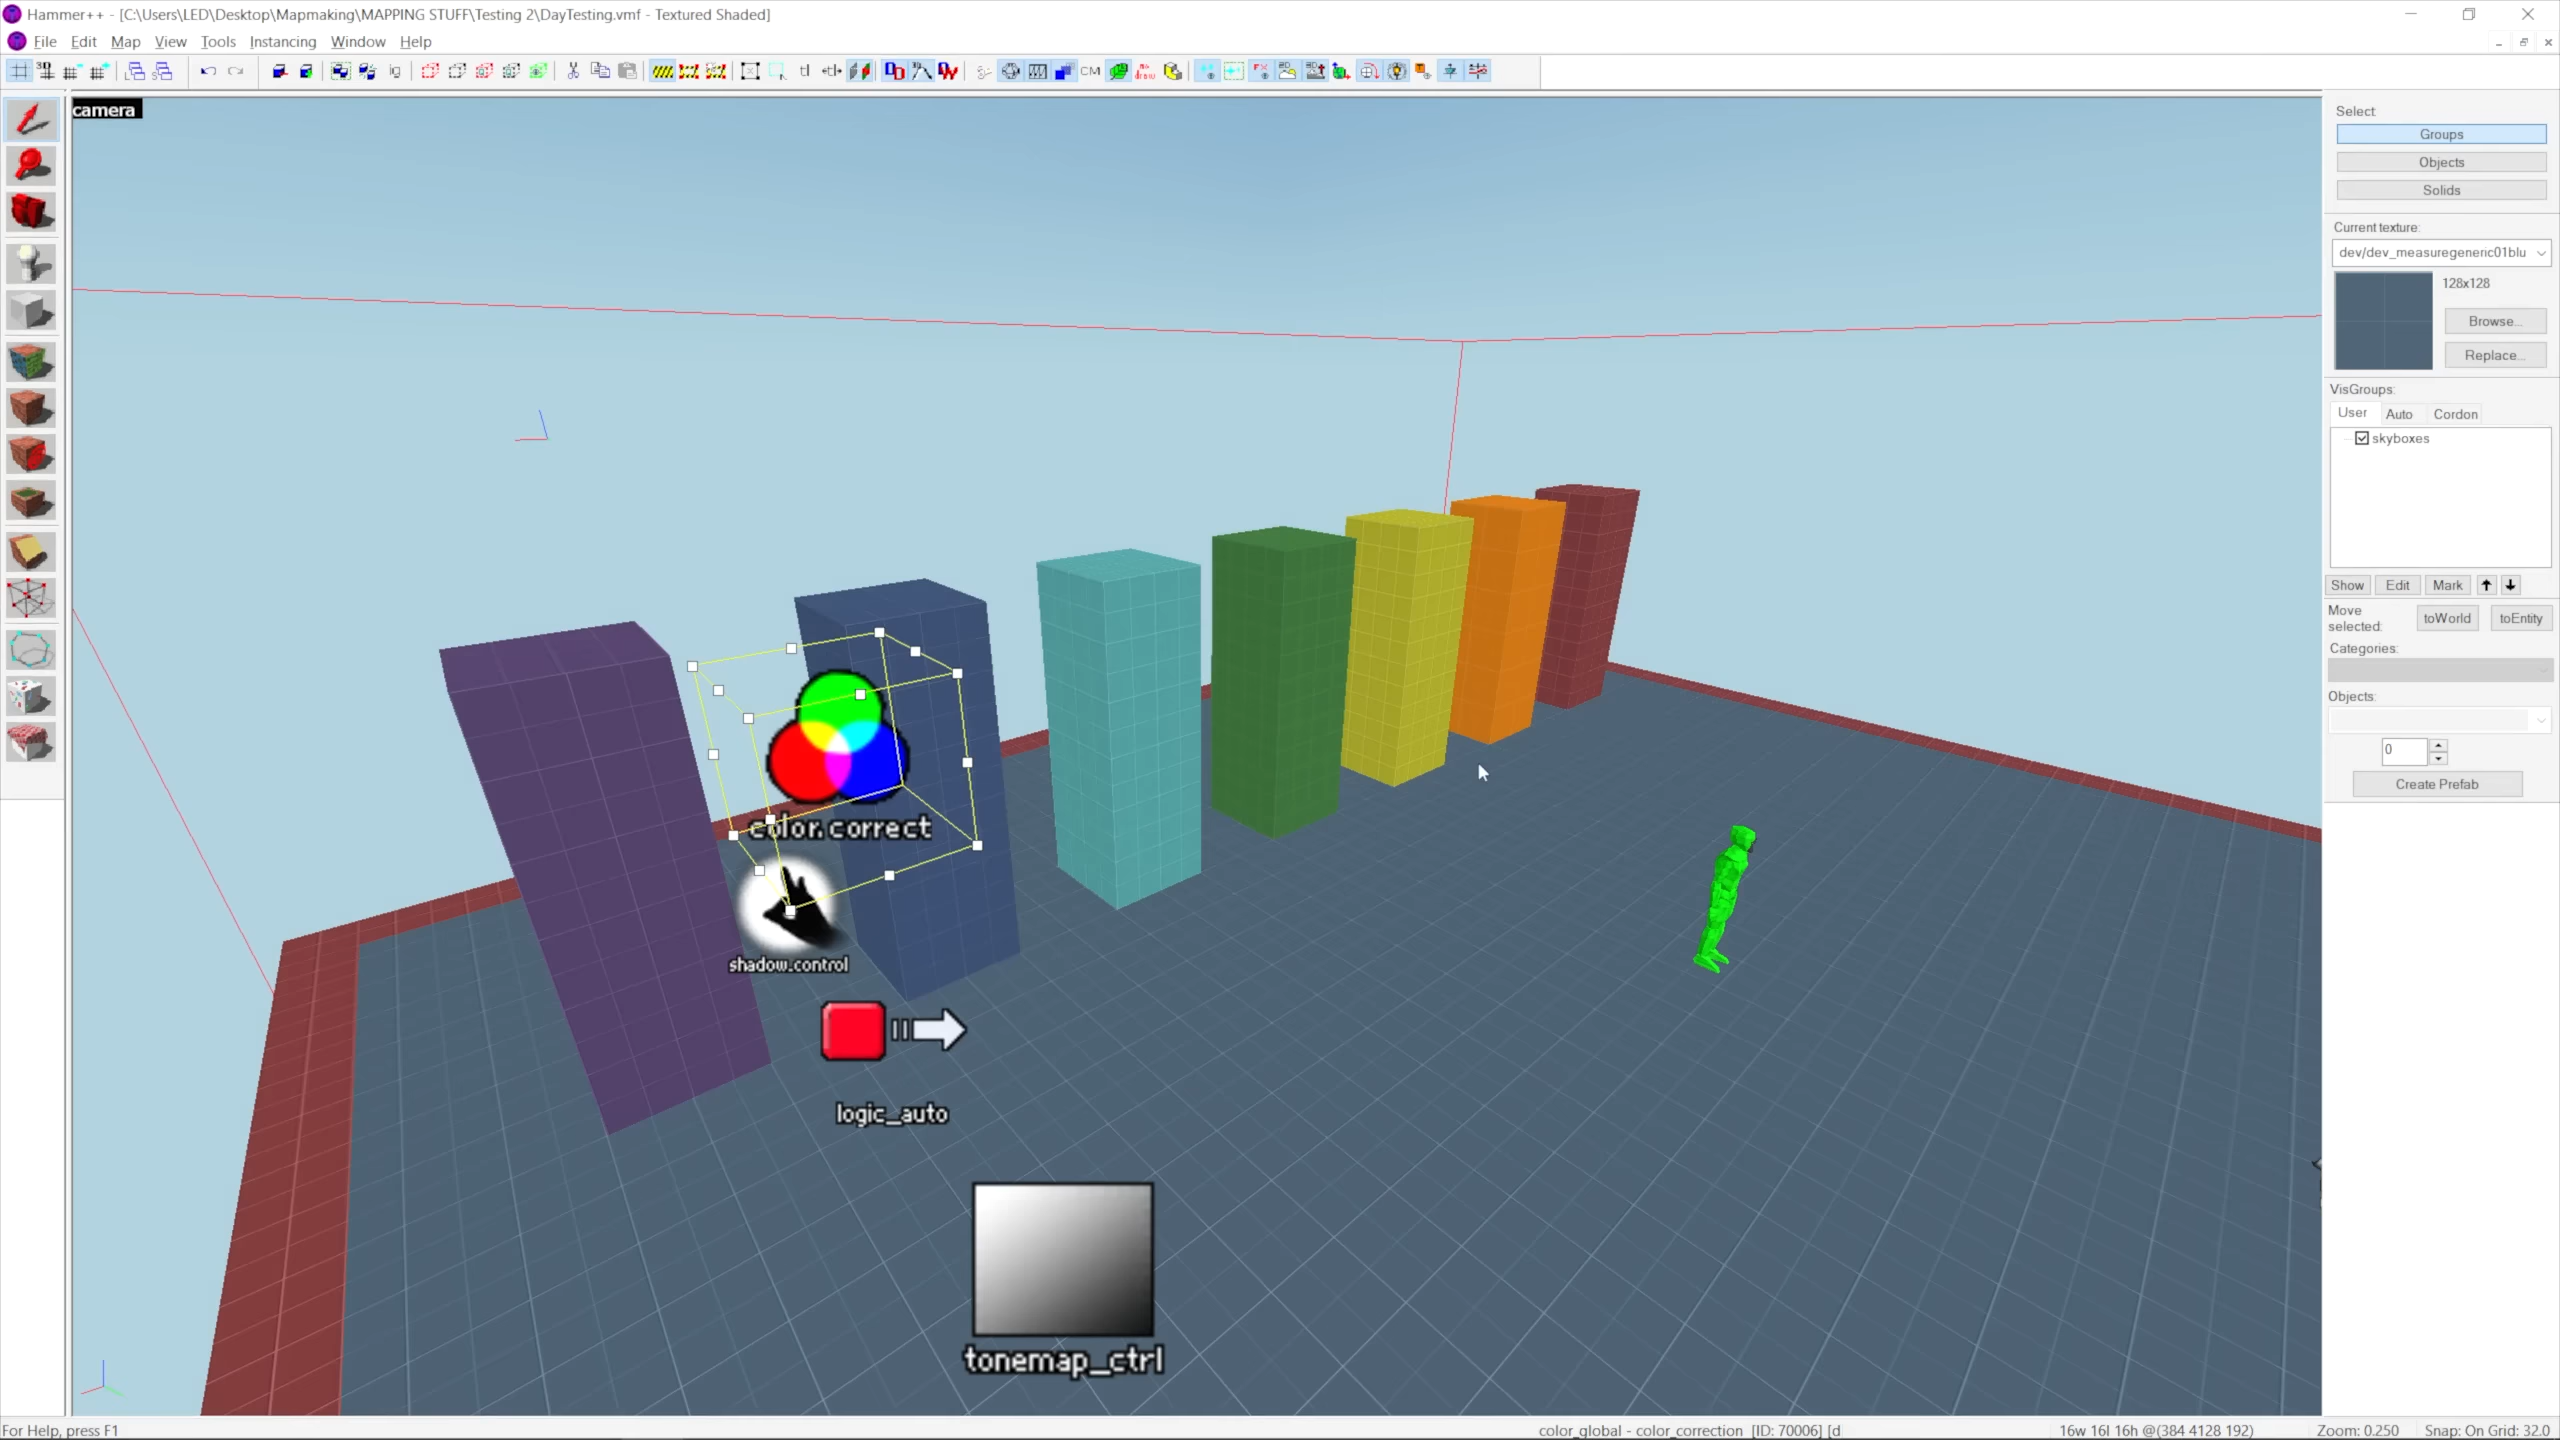 Hammer++ - [C:\Users\LED\Desktop\Mapmaking\MAPPING STUFF\Testing 2\DayTesting.vmf - Textured Shaded]
File Edit Map View Tools Instancing Window Help
camera
Select:
Groups
Objects
Solids
Current texture:
dev/dev_measuregeneric01blu
128x128
Browse...
Replace...
VisGroups:
User Auto Cordon
skyboxes
Show Edit Mark
Move selected: toWorld toEntity
Categories:
Objects:
0
Create Prefab
color.correct
shadow.control
logic_auto
tonemap_ctrl
For Help, press F1
color_global - color_correction [ID: 70006] [d
16w 16l 16h @(384 4128 192)
Zoom: 0.250
Snap: On Grid: 32.0